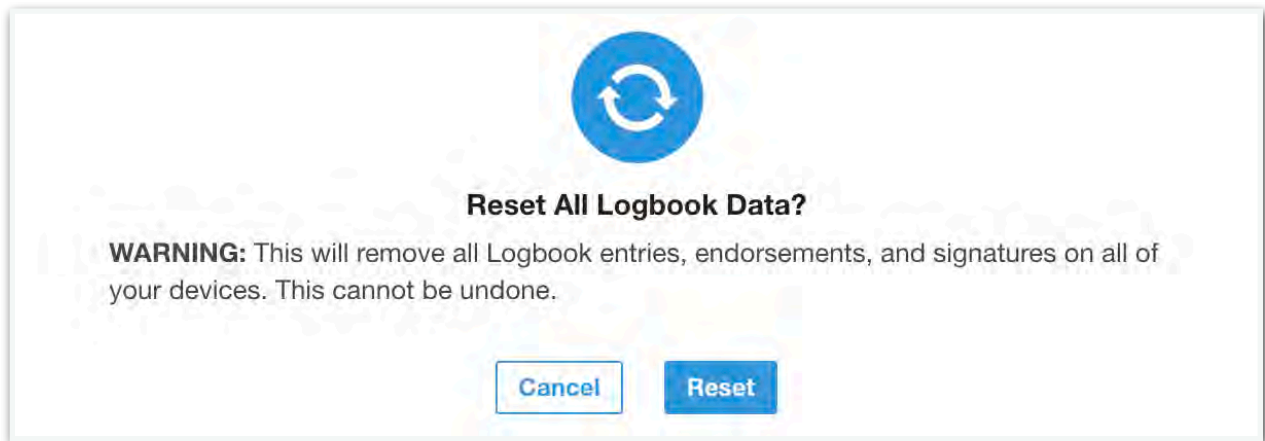 Reset All Logbook Data?
WARNING: This will remove all Logbook entries, endorsements, and signatures on all of
your devices. This cannot be undone.
Cancel Reset